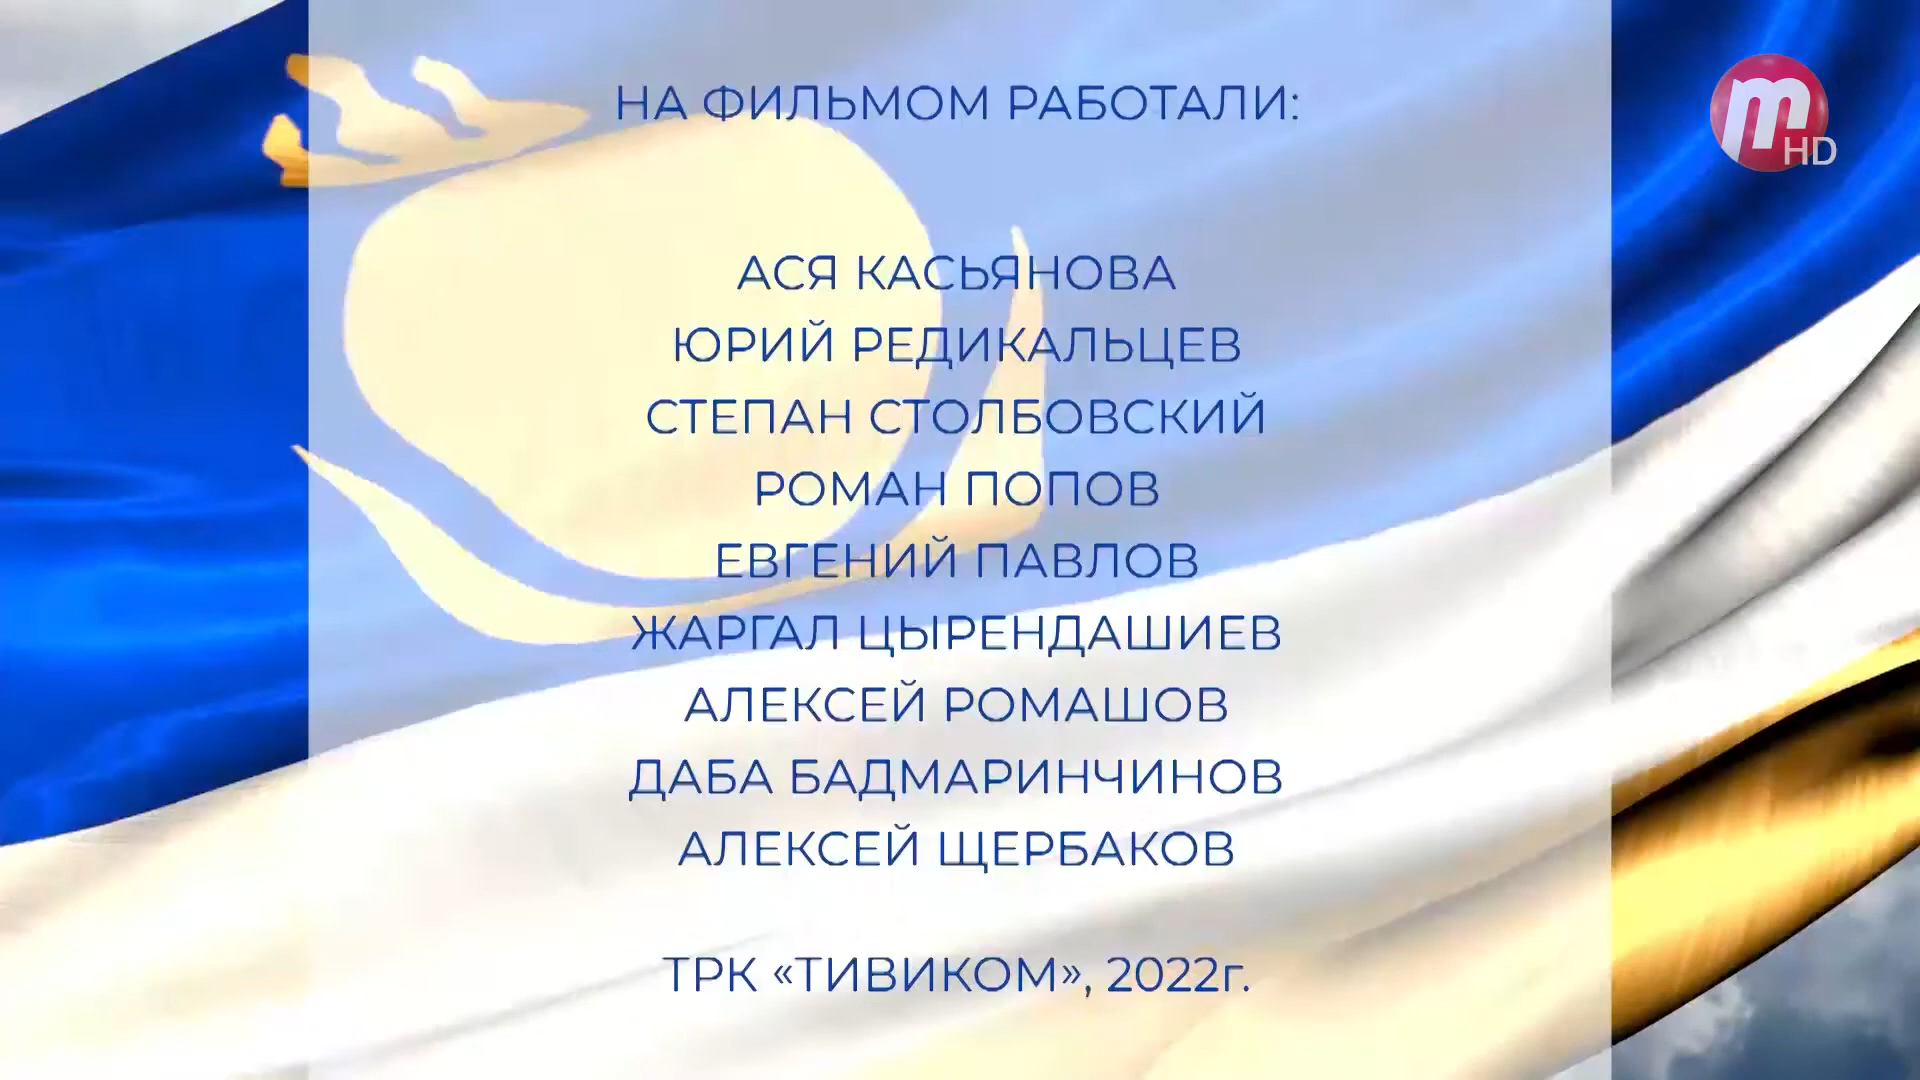 НА ФИЛЬМОМ РАБОТАЛИ:
m HD
АСЯ КАСЬЯНОВА
ЮРИЙ РЕДИКАЛЬЦЕВ
СТЕПАН СТОЛБОВСКИЙ
РОМАН ПОПОВ
ЕВГЕНИЙ ПАВЛОВ
ЖАРГАЛ ЦЫРЕНДАШИЕВ
АЛЕКСЕЙ РОМАШОВ
ДАБА БАДМАРИНЧИНОВ
АЛЕКСЕЙ ЩЕРБАКОВ
ТРК «ТИВИКОМ», 2022г.